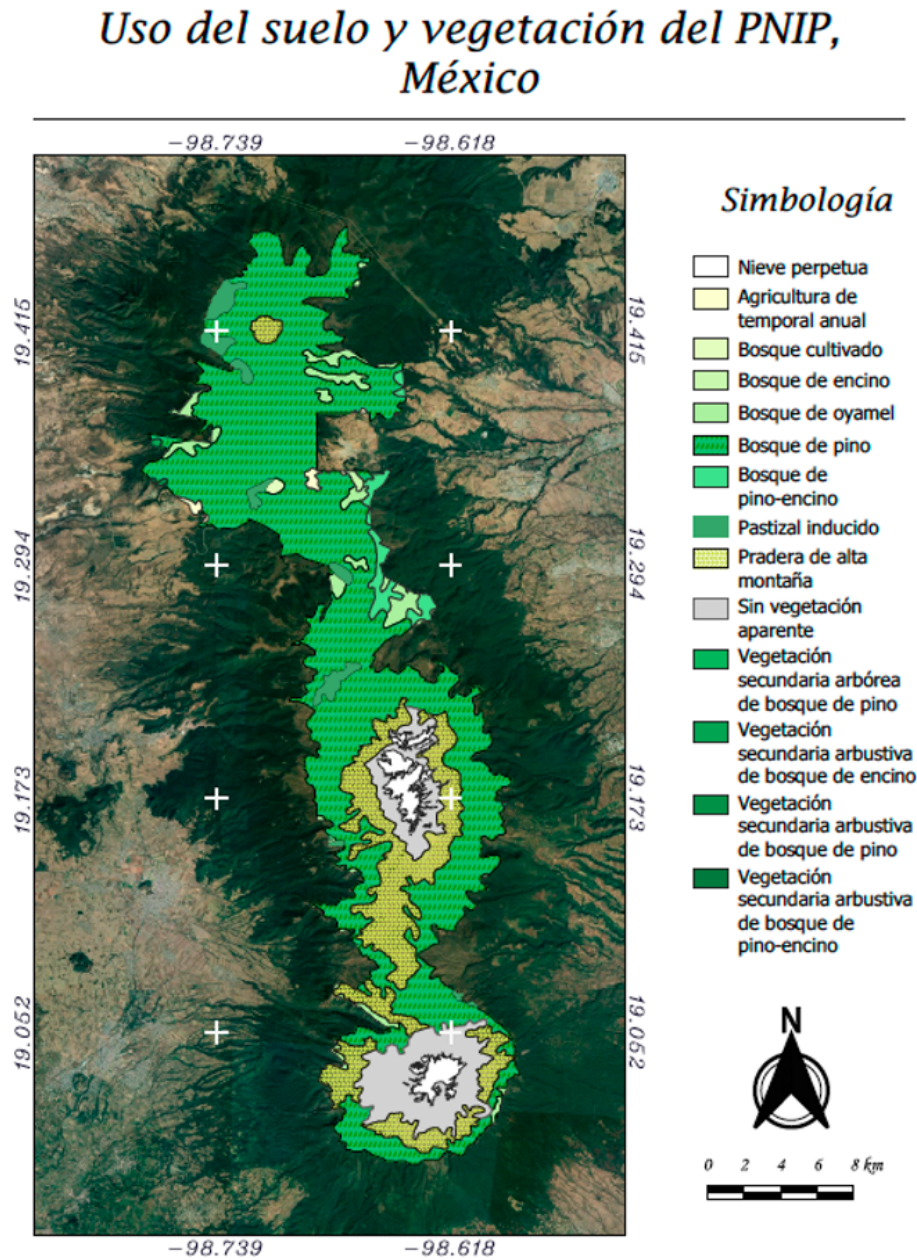 Uso del suelo y vegetación del PNIP,
México
−98.739
−98.618
19.415
19.415
19.294
19.294
19.173
19.173
19.052
19.052
−98.739
−98.618
Simbología
Nieve perpetua
Agricultura de
temporal anual
Bosque cultivado
Bosque de encino
Bosque de oyamel
Bosque de pino
Bosque de
pino-encino
Pastizal inducido
Pradera de alta
montaña
Sin vegetación
aparente
Vegetación
secundaria arbórea
de bosque de pino
Vegetación
secundaria arbustiva
de bosque de encino
Vegetación
secundaria arbustiva
de bosque de pino
Vegetación
secundaria arbustiva
de bosque de
pino-encino
N
0 2 4 6 8 km